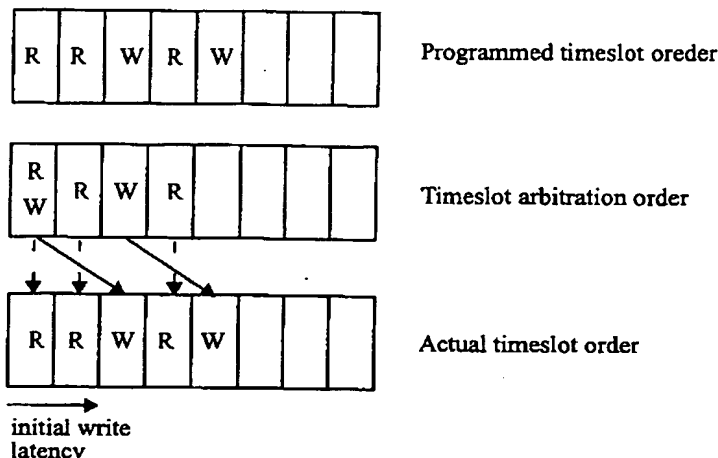 R R W R W
Programmed timeslot oreder
R
W R W R
Timeslot arbitration order
R R W R W
Actual timeslot order
initial write
latency